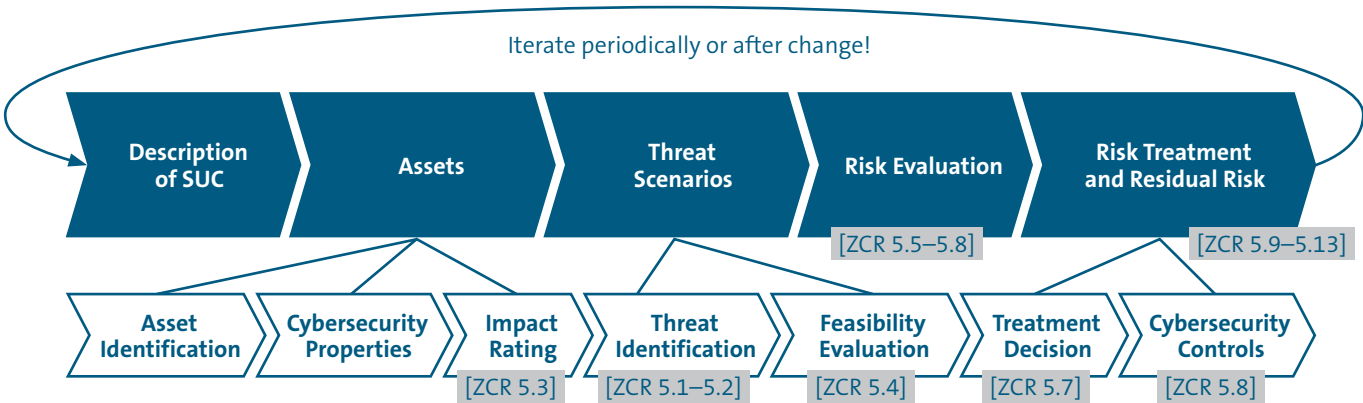 Iterate periodically or after change!
Description
of SUC
Assets
Threat
Scenarios
Risk Evaluation
Risk Treatment
and Residual Risk
[ZCR 5.5–5.8]
[ZCR 5.9–5.13]
Asset
Identification
Cybersecurity
Properties
Impact
Rating
Threat
Identification
Feasibility
Evaluation
Treatment
Decision
Cybersecurity
Controls
[ZCR 5.3]
[ZCR 5.1–5.2]
[ZCR 5.4]
[ZCR 5.7]
[ZCR 5.8]